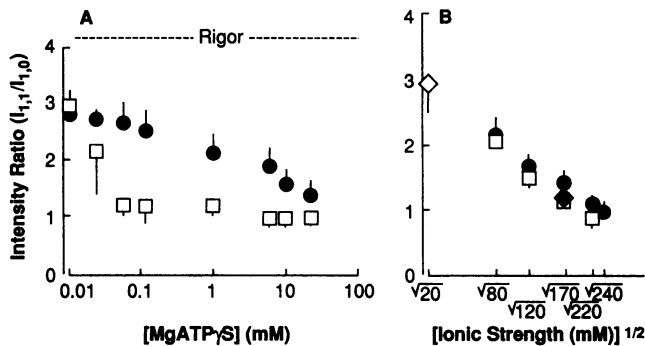 A
Rigor
4
3
2
1
0
Intensity Ratio (I1,1/I1,0)
0.01 0.1 1 10 100
[MgATPγS] (mM)
B
4
3
2
1
0
√20 √80 √170 √240
√120 √220
[Ionic Strength (mM)] 1/2